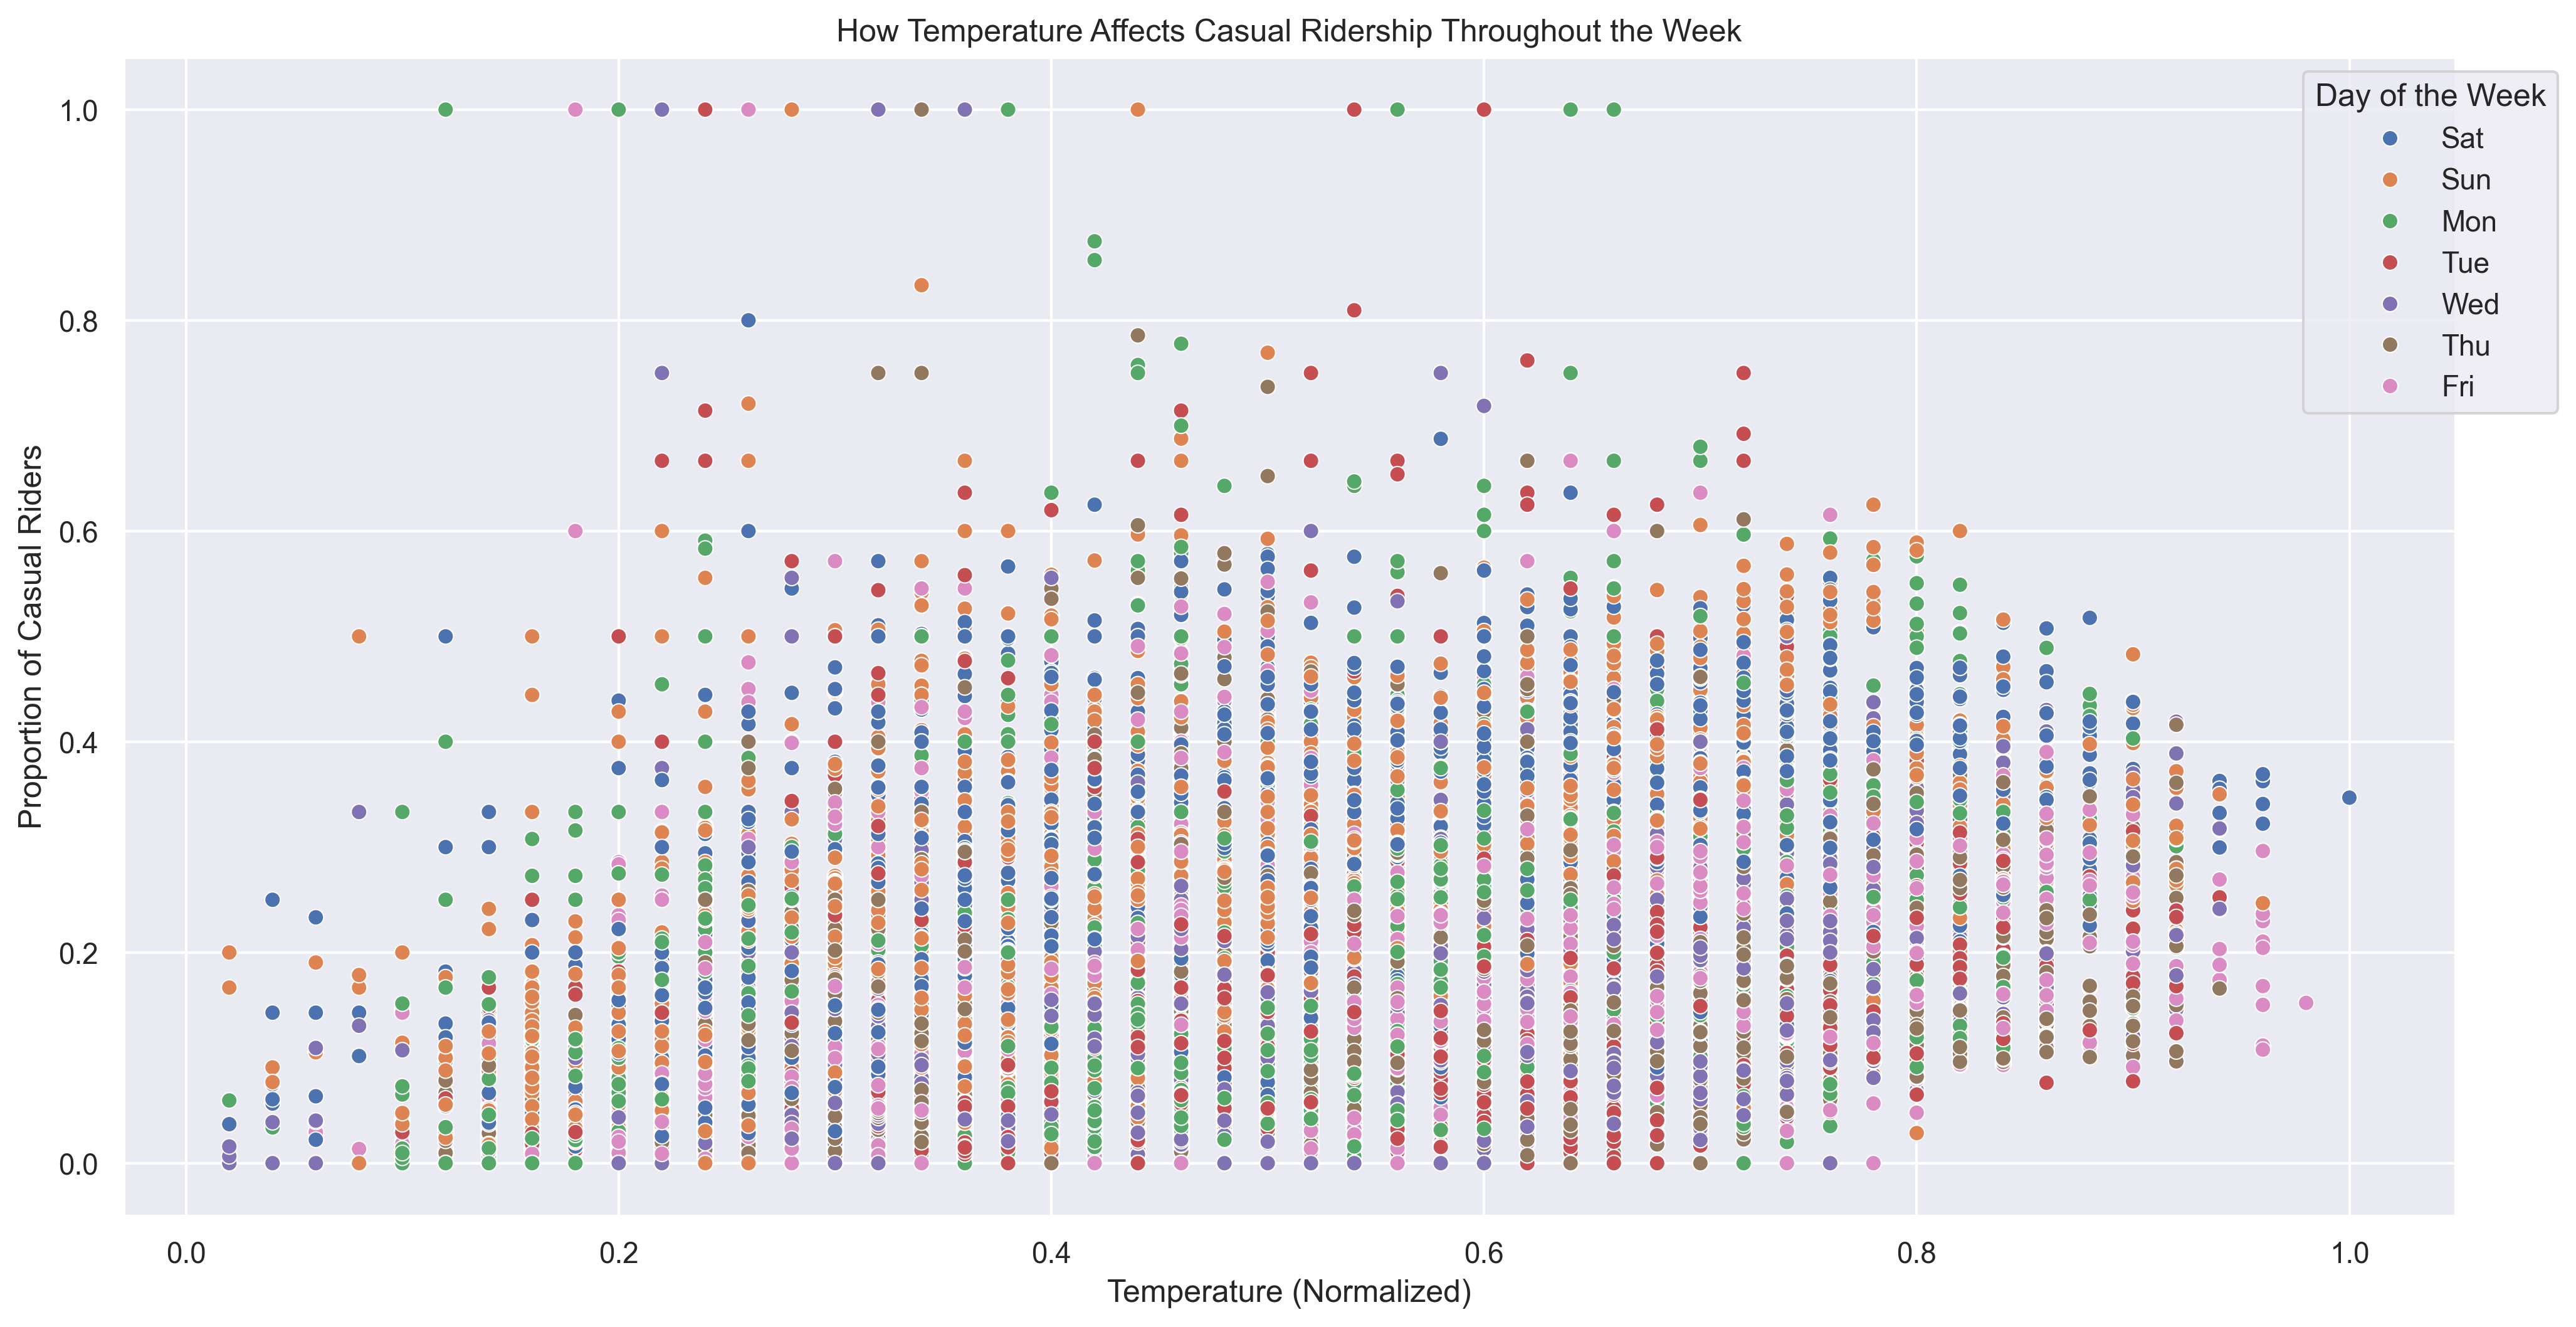 How Temperature Affects Casual Ridership Throughout the Week
Day of the Week
Sat
Sun
Mon
Tue
Wed
Thu
Fri
Proportion of Casual Riders
1.0
0.8
0.6
0.4
0.2
0.0
0.0 0.2 0.4 0.6 0.8 1.0
Temperature (Normalized)